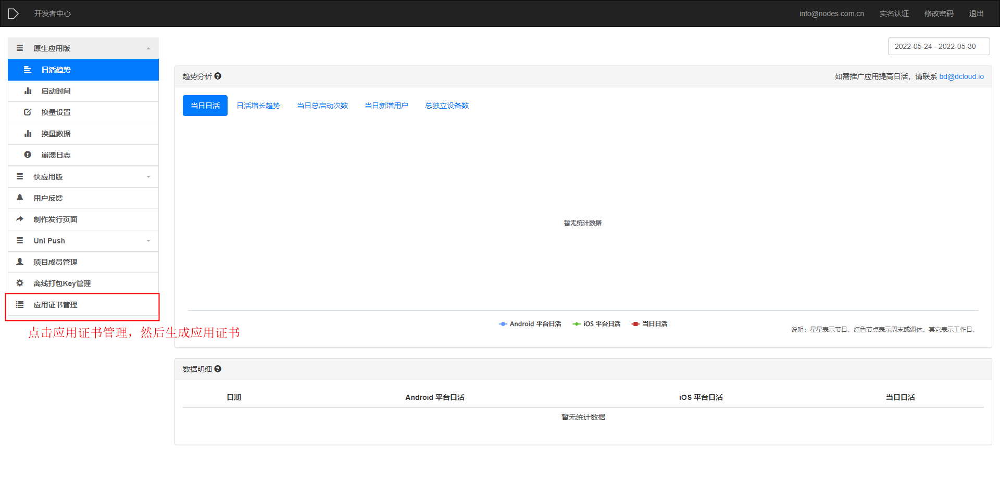 开发者中心
info@nodes.com.cn
实名认证
修改密码
退出
原生应用版
日活趋势
启动时间
换量设置
换量数据
崩溃日志
快应用版
用户反馈
制作发行页面
Uni Push
项目成员管理
离线打包Key管理
应用证书管理
点击应用证书管理，然后生成应用证书
2022-05-24 - 2022-05-30
趋势分析
如需推广应用提高日活，请联系 bd@dcloud.io
当日日活
日活增长趋势
当日总启动次数
当日新增用户
总独立设备数
暂无统计数据
Android 平台日活
iOS 平台日活
当日日活
说明：星星表示节日。红色节点表示周末或调休。其它表示工作日。
数据明细
日期
Android 平台日活
iOS 平台日活
当日日活
暂无统计数据